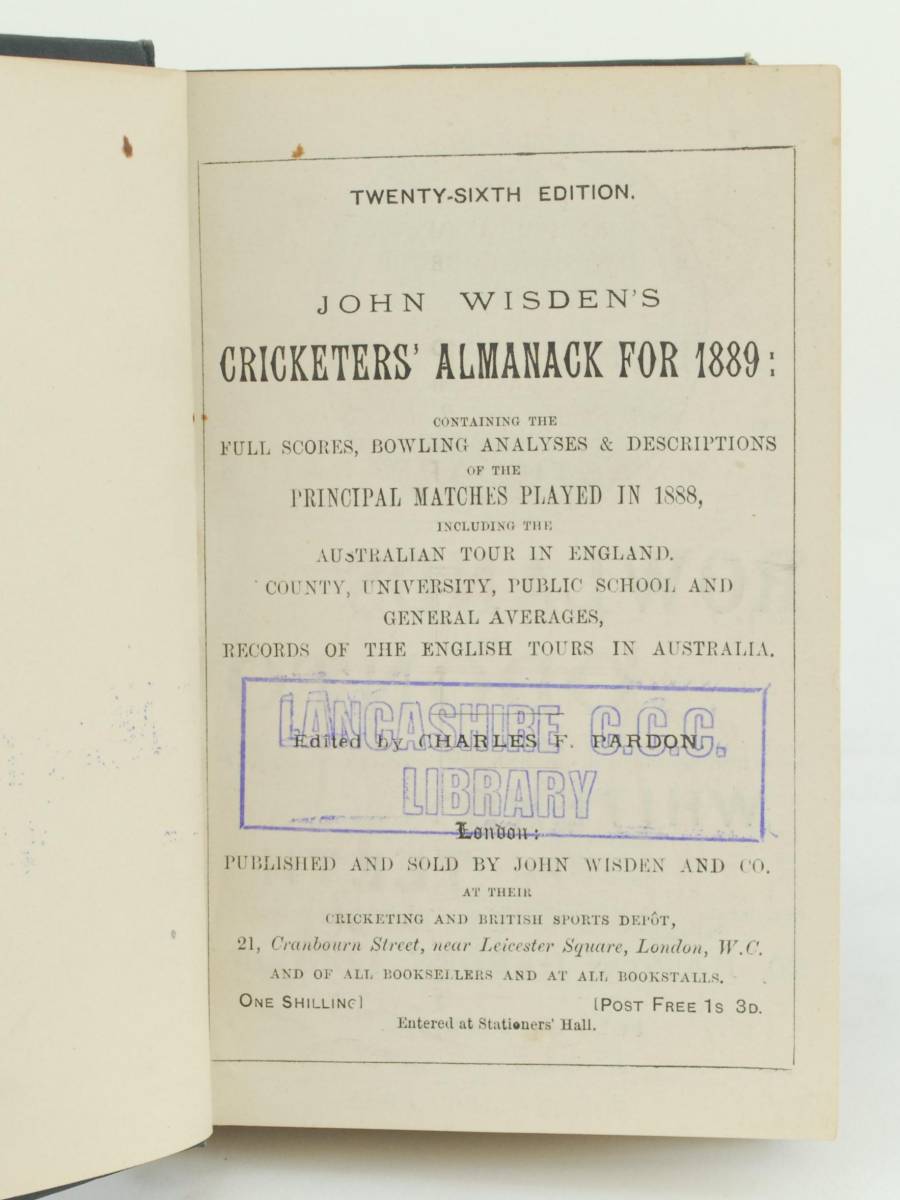 TWENTY-SIXTH EDITION.
JOHN WISDEN'S
CRICKETERS' ALMANACK FOR 1889:
CONTAINING THE
FULL SCORES, BOWLING ANALYSES & DESCRIPTIONS
OF THE
PRINCIPAL MATCHES PLAYED IN 1888,
INCLUDING THE
AUSTRALIAN TOUR IN ENGLAND.
COUNTY, UNIVERSITY, PUBLIC SCHOOL AND
GENERAL AVERAGES,
RECORDS OF THE ENGLISH TOURS IN AUSTRALIA.
LANCASHIRE C.C.C.
Edited by CHARLES F. PARDON.
LIBRARY
London:
PUBLISHED AND SOLD BY JOHN WISDEN AND CO.
AT THEIR
CRICKETING AND BRITISH SPORTS DEPÔT,
21, Cranbourn Street, near Leicester Square, London, W.C.
AND OF ALL BOOKSELLERS AND AT ALL BOOKSTALLS.
ONE SHILLING] [POST FREE 1S 3D.
Entered at Stationers' Hall.